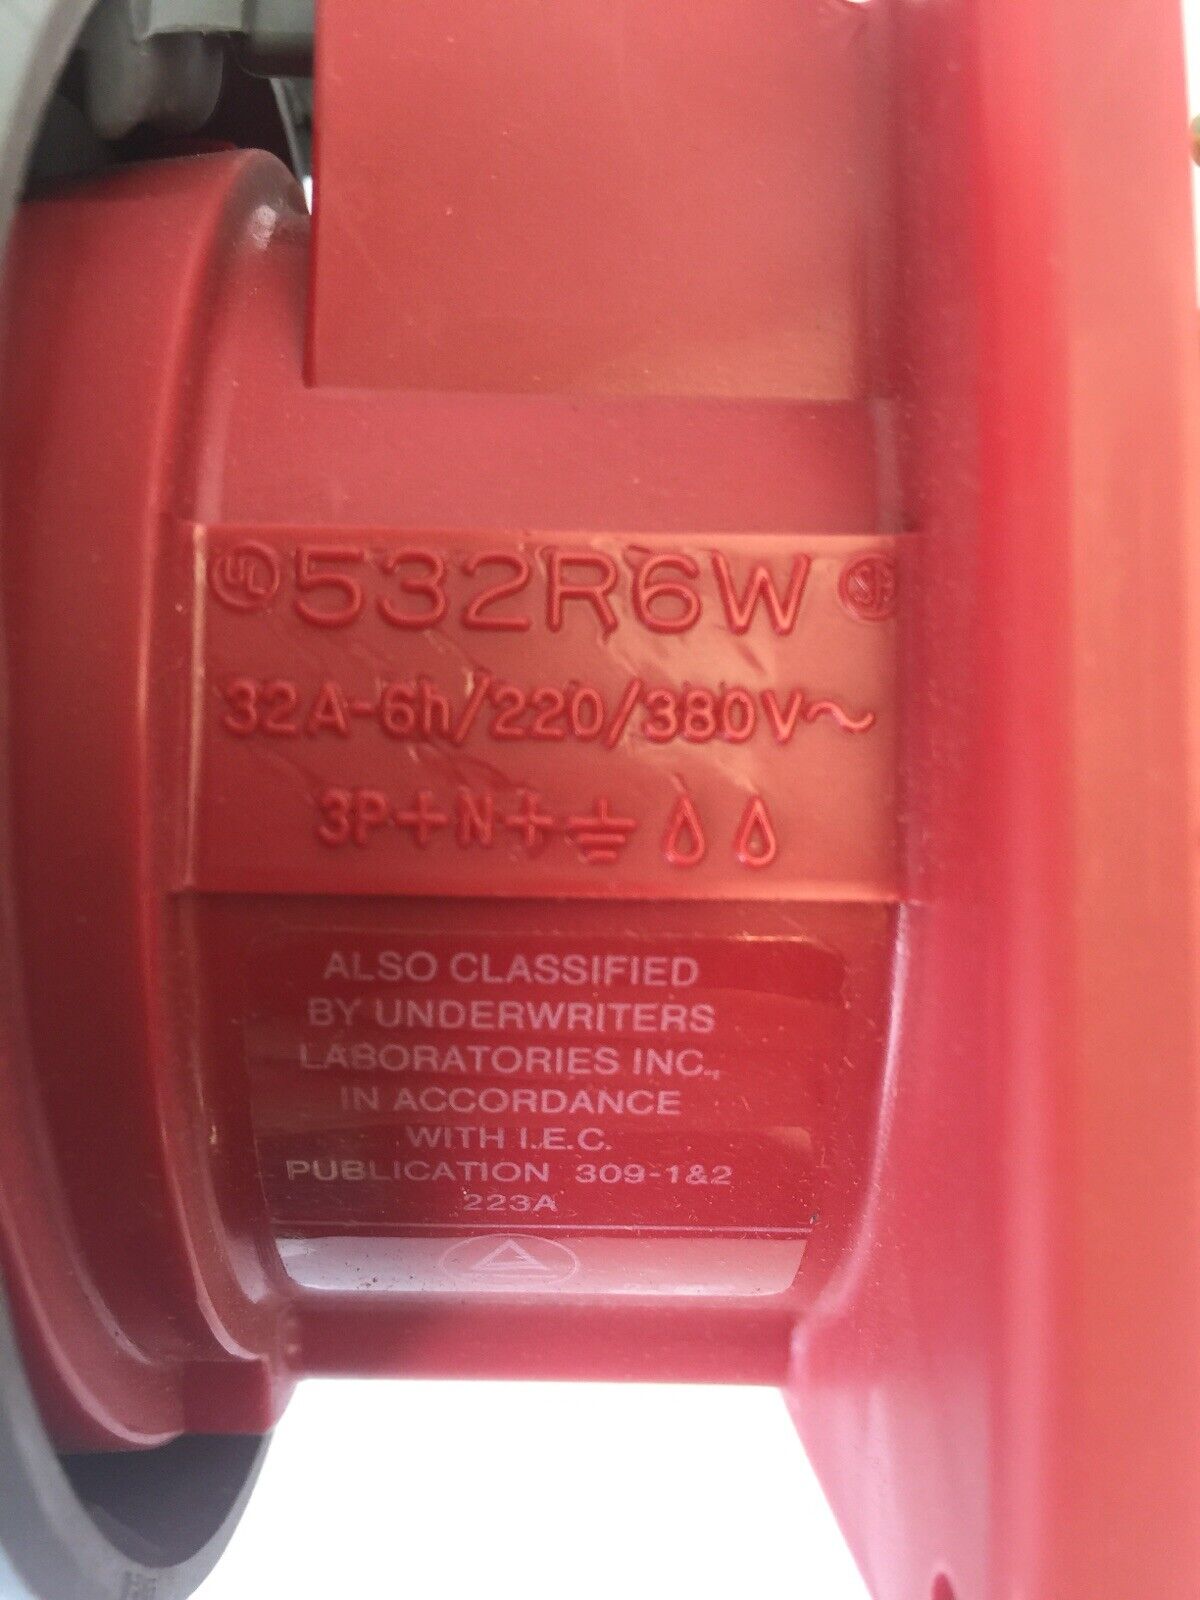 UL 532R6W
32A-6h/220/380V~
3P+N+⏚ 💧 💧
ALSO CLASSIFIED
BY UNDERWRITERS
LABORATORIES INC.,
IN ACCORDANCE
WITH I.E.C.
PUBLICATION 309-1&2
223A